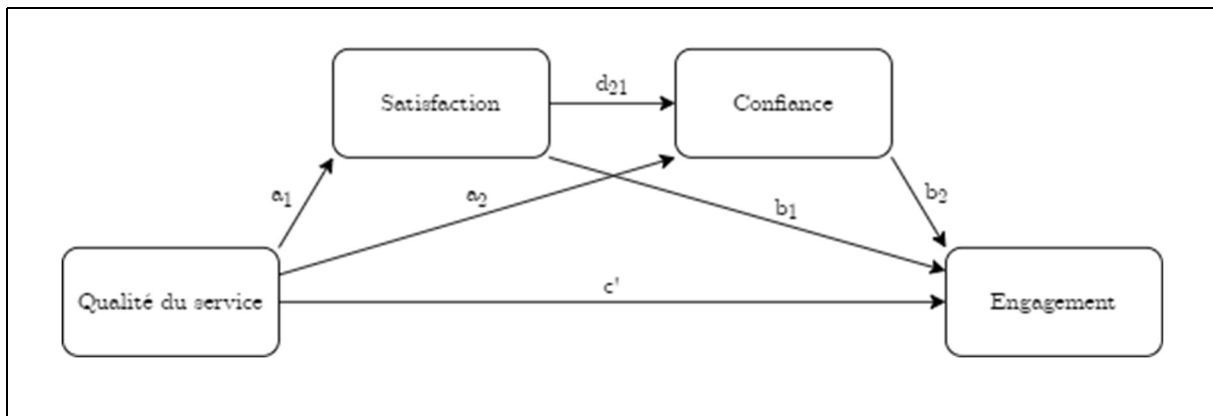 Satisfaction
d21
Confiance
a1
a2
b1
b2
Qualité du service
c'
Engagement